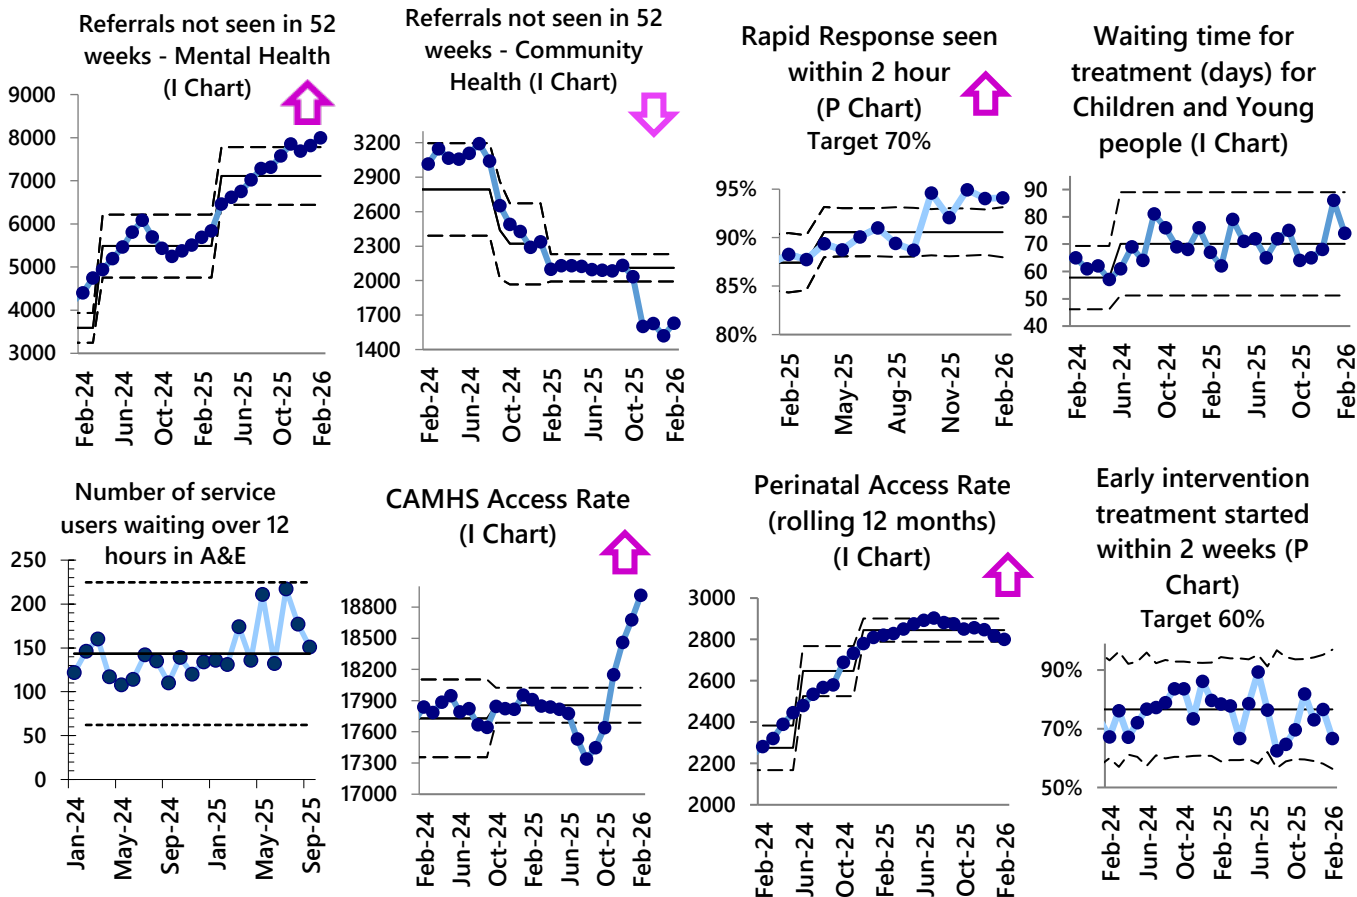 Referrals not seen in 52
weeks - Mental Health
(I Chart)
9000
8000
7000
6000
5000
4000
3000
Feb-24
Jun-24
Oct-24
Feb-25
Jun-25
Oct-25
Feb-26
Referrals not seen in 52
weeks - Community
Health (I Chart)
3200
2900
2600
2300
2000
1700
1400
Feb-24
Jun-24
Oct-24
Feb-25
Jun-25
Oct-25
Feb-26
Rapid Response seen
within 2 hour
(P Chart)
Target 70%
95%
90%
85%
80%
Feb-25
May-25
Aug-25
Nov-25
Feb-26
Waiting time for
treatment (days) for
Children and Young
people (I Chart)
90
80
70
60
50
40
Feb-24
Jun-24
Oct-24
Feb-25
Jun-25
Oct-25
Feb-26
Number of service
users waiting over 12
hours in A&E
250
200
150
100
50
0
Jan-24
May-24
Sep-24
Jan-25
May-25
Sep-25
CAMHS Access Rate
(I Chart)
18800
18500
18200
17900
17600
17300
17000
Feb-24
Jun-24
Oct-24
Feb-25
Jun-25
Oct-25
Feb-26
Perinatal Access Rate
(rolling 12 months)
(I Chart)
3000
2800
2600
2400
2200
2000
Feb-24
Jun-24
Oct-24
Feb-25
Jun-25
Oct-25
Feb-26
Early intervention
treatment started
within 2 weeks (P
Chart)
Target 60%
90%
70%
50%
Feb-24
Jun-24
Oct-24
Feb-25
Jun-25
Oct-25
Feb-26